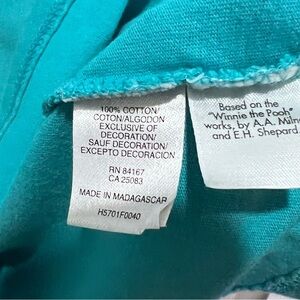 100% COTTON/
COTON/ALGODON
EXCLUSIVE OF
DECORATION/
SAUF DECORATION/
EXCEPTO DECORACION
RN 84167
CA 25083
MADE IN MADAGASCAR
H5701F0040
Based on the
"Winnie the Pooh"
works, by A.A. Miln
and E.H. Shepard